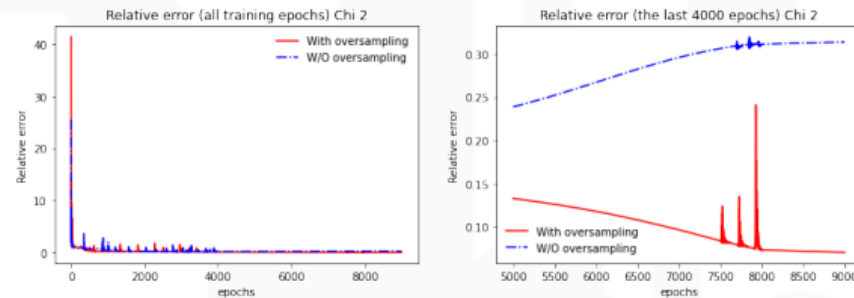 Relative error (all training epochs) Chi 2
Relative error
40
30
20
10
0
With oversampling
W/O oversampling
0
2000
4000
6000
8000
epochs
Relative error (the last 4000 epochs) Chi 2
Relative error
0.30
0.25
0.20
0.15
0.10
With oversampling
W/O oversampling
5000
5500
6000
6500
7000
7500
8000
8500
9000
epochs